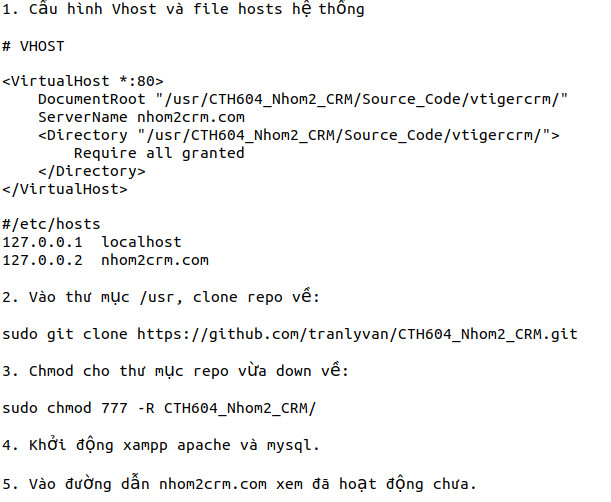 1. Cấu hình Vhost và file hosts hệ thống
# VHOST
<VirtualHost *:80>
DocumentRoot "/usr/CTH604_Nhom2_CRM/Source_Code/vtigercrm/"
ServerName nhom2crm.com
<Directory "/usr/CTH604_Nhom2_CRM/Source_Code/vtigercrm/">
Require all granted
</Directory>
</VirtualHost>
#/etc/hosts
127.0.0.1  localhost
127.0.0.2  nhom2crm.com
2. Vào thư mục /usr, clone repo về:
sudo git clone https://github.com/tranlyvan/CTH604_Nhom2_CRM.git
3. Chmod cho thư mục repo vừa down về:
sudo chmod 777 -R CTH604_Nhom2_CRM/
4. Khởi động xampp apache và mysql.
5. Vào đường dẫn nhom2crm.com xem đã hoạt động chưa.